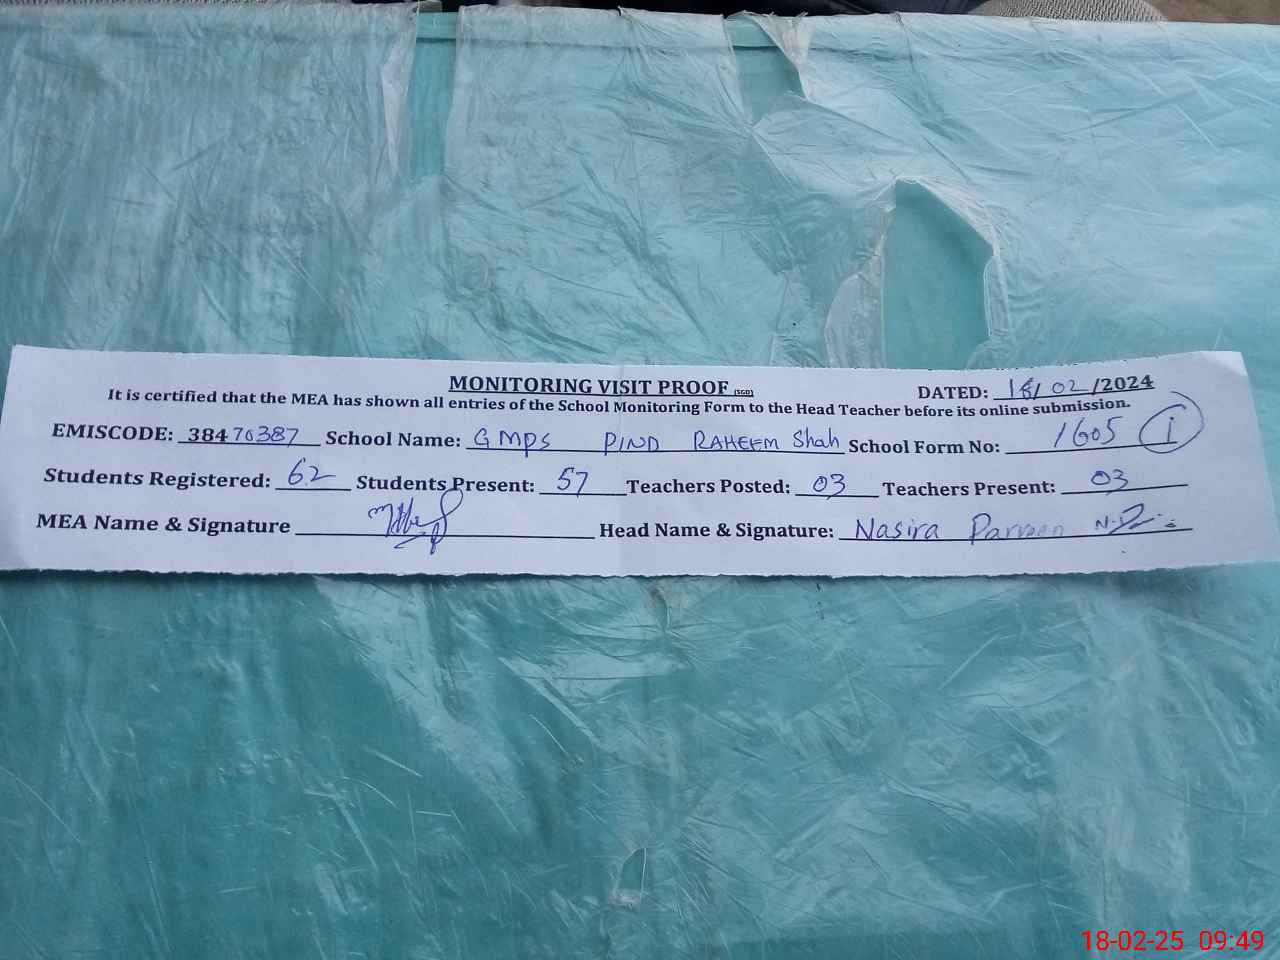 MONITORING VISIT PROOF (SGD) DATED: 18/02/2024
It is certified that the MEA has shown all entries of the School Monitoring Form to the Head Teacher before its online submission.
EMISCODE: 38470387 School Name: GMPS PIND RAHEEM Shah School Form No: 1605 1
Students Registered: 62 Students Present: 57 Teachers Posted: 03 Teachers Present: 03
MEA Name & Signature Head Name & Signature: Nasira Parveen
18-02-25 09:49